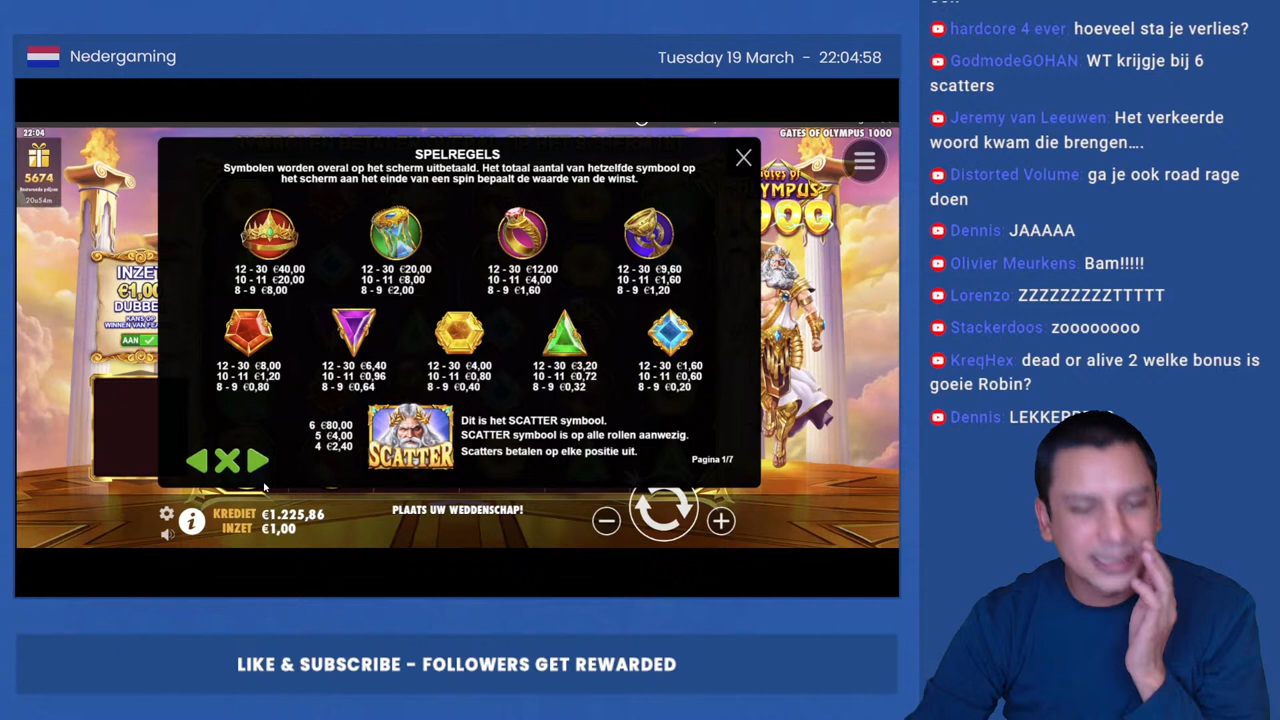 Nedergaming
Tuesday 19 March - 22:04:58
22:04
5674
20u54m
GATES OF OLYMPUS 1000
INZET
€1,00
DUBBE
KANS OP
WINNEN VAN FEA
AAN
SPELREGELS
Symbolen worden overal op het scherm uitbetaald. Het totaal aantal van hetzelfde symbool op
het scherm aan het einde van een spin bepaalt de waarde van de winst.
12 - 30 €40,00
10 - 11 €20,00
8 - 9 €8,00
12 - 30 €20,00
10 - 11 €8,00
8 - 9 €2,00
12 - 30 €12,00
10 - 11 €4,00
8 - 9 €1,60
12 - 30 €9,60
10 - 11 €1,60
8 - 9 €1,20
12 - 30 €8,00
10 - 11 €1,20
8 - 9 €0,80
12 - 30 €6,40
10 - 11 €0,96
8 - 9 €0,64
12 - 30 €4,00
10 - 11 €0,80
8 - 9 €0,40
12 - 30 €3,20
10 - 11 €0,72
8 - 9 €0,32
12 - 30 €1,60
10 - 11 €0,60
8 - 9 €0,20
6 €80,00
5 €4,00
4 €2,40
SCATTER
Dit is het SCATTER symbool.
SCATTER symbool is op alle rollen aanwezig.
Scatters betalen op elke positie uit.
Pagina 1/7
KREDIET €1.225,86
INZET €1,00
PLAATS UW WEDDENSCHAP!
LIKE & SUBSCRIBE - FOLLOWERS GET REWARDED
hardcore 4 ever: hoeveel sta je verlies?
GodmodeGOHAN: WT krijgje bij 6
scatters
Jeremy van Leeuwen: Het verkeerde
woord kwam die brengen....
Distorted Volume: ga je ook road rage
doen
Dennis: JAAAAA
Olivier Meurkens: Bam!!!!!
Lorenzo: ZZZZZZZZZTTTTT
Stackerdoos: zoooooooo
KreqHex: dead or alive 2 welke bonus is
goeie Robin?
Dennis: